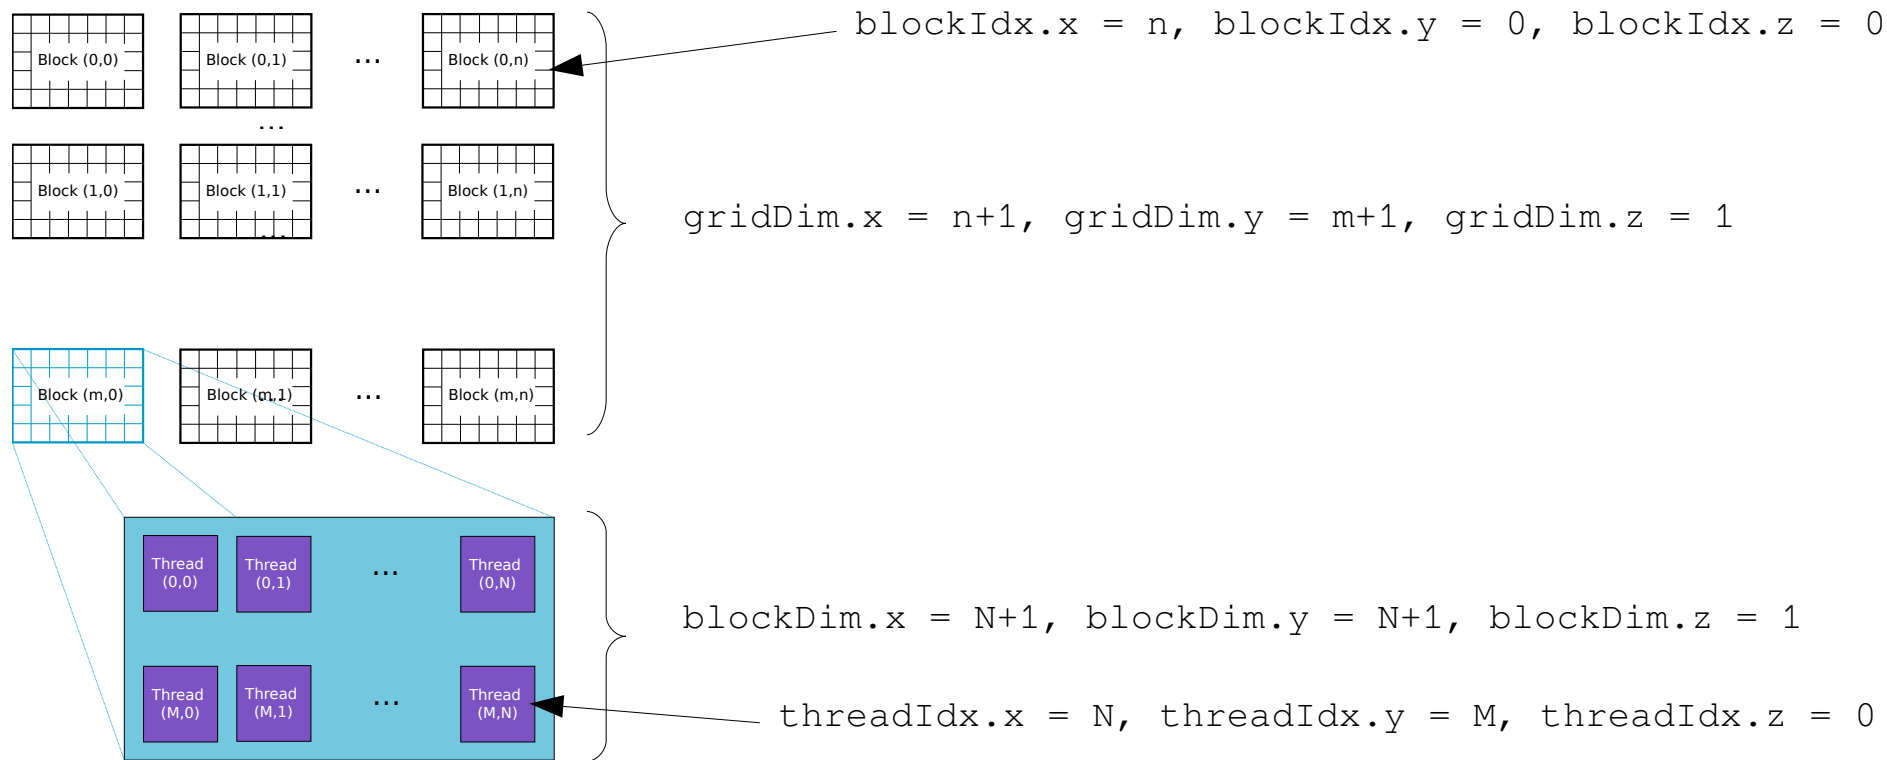 blockIdx.x = n, blockIdx.y = 0, blockIdx.z = 0
Block (0,0) Block (0,1) ... Block (0,n)
...
Block (1,0) Block (1,1) ... Block (1,n)
...
gridDim.x = n+1, gridDim.y = m+1, gridDim.z = 1
Block (m,0) Block (m,1) ... Block (m,n)
...
Thread Thread ... Thread
(0,0) (0,1) (0,N)
blockDim.x = N+1, blockDim.y = N+1, blockDim.z = 1
Thread Thread ... Thread
(M,0) (M,1) (M,N)
threadIdx.x = N, threadIdx.y = M, threadIdx.z = 0